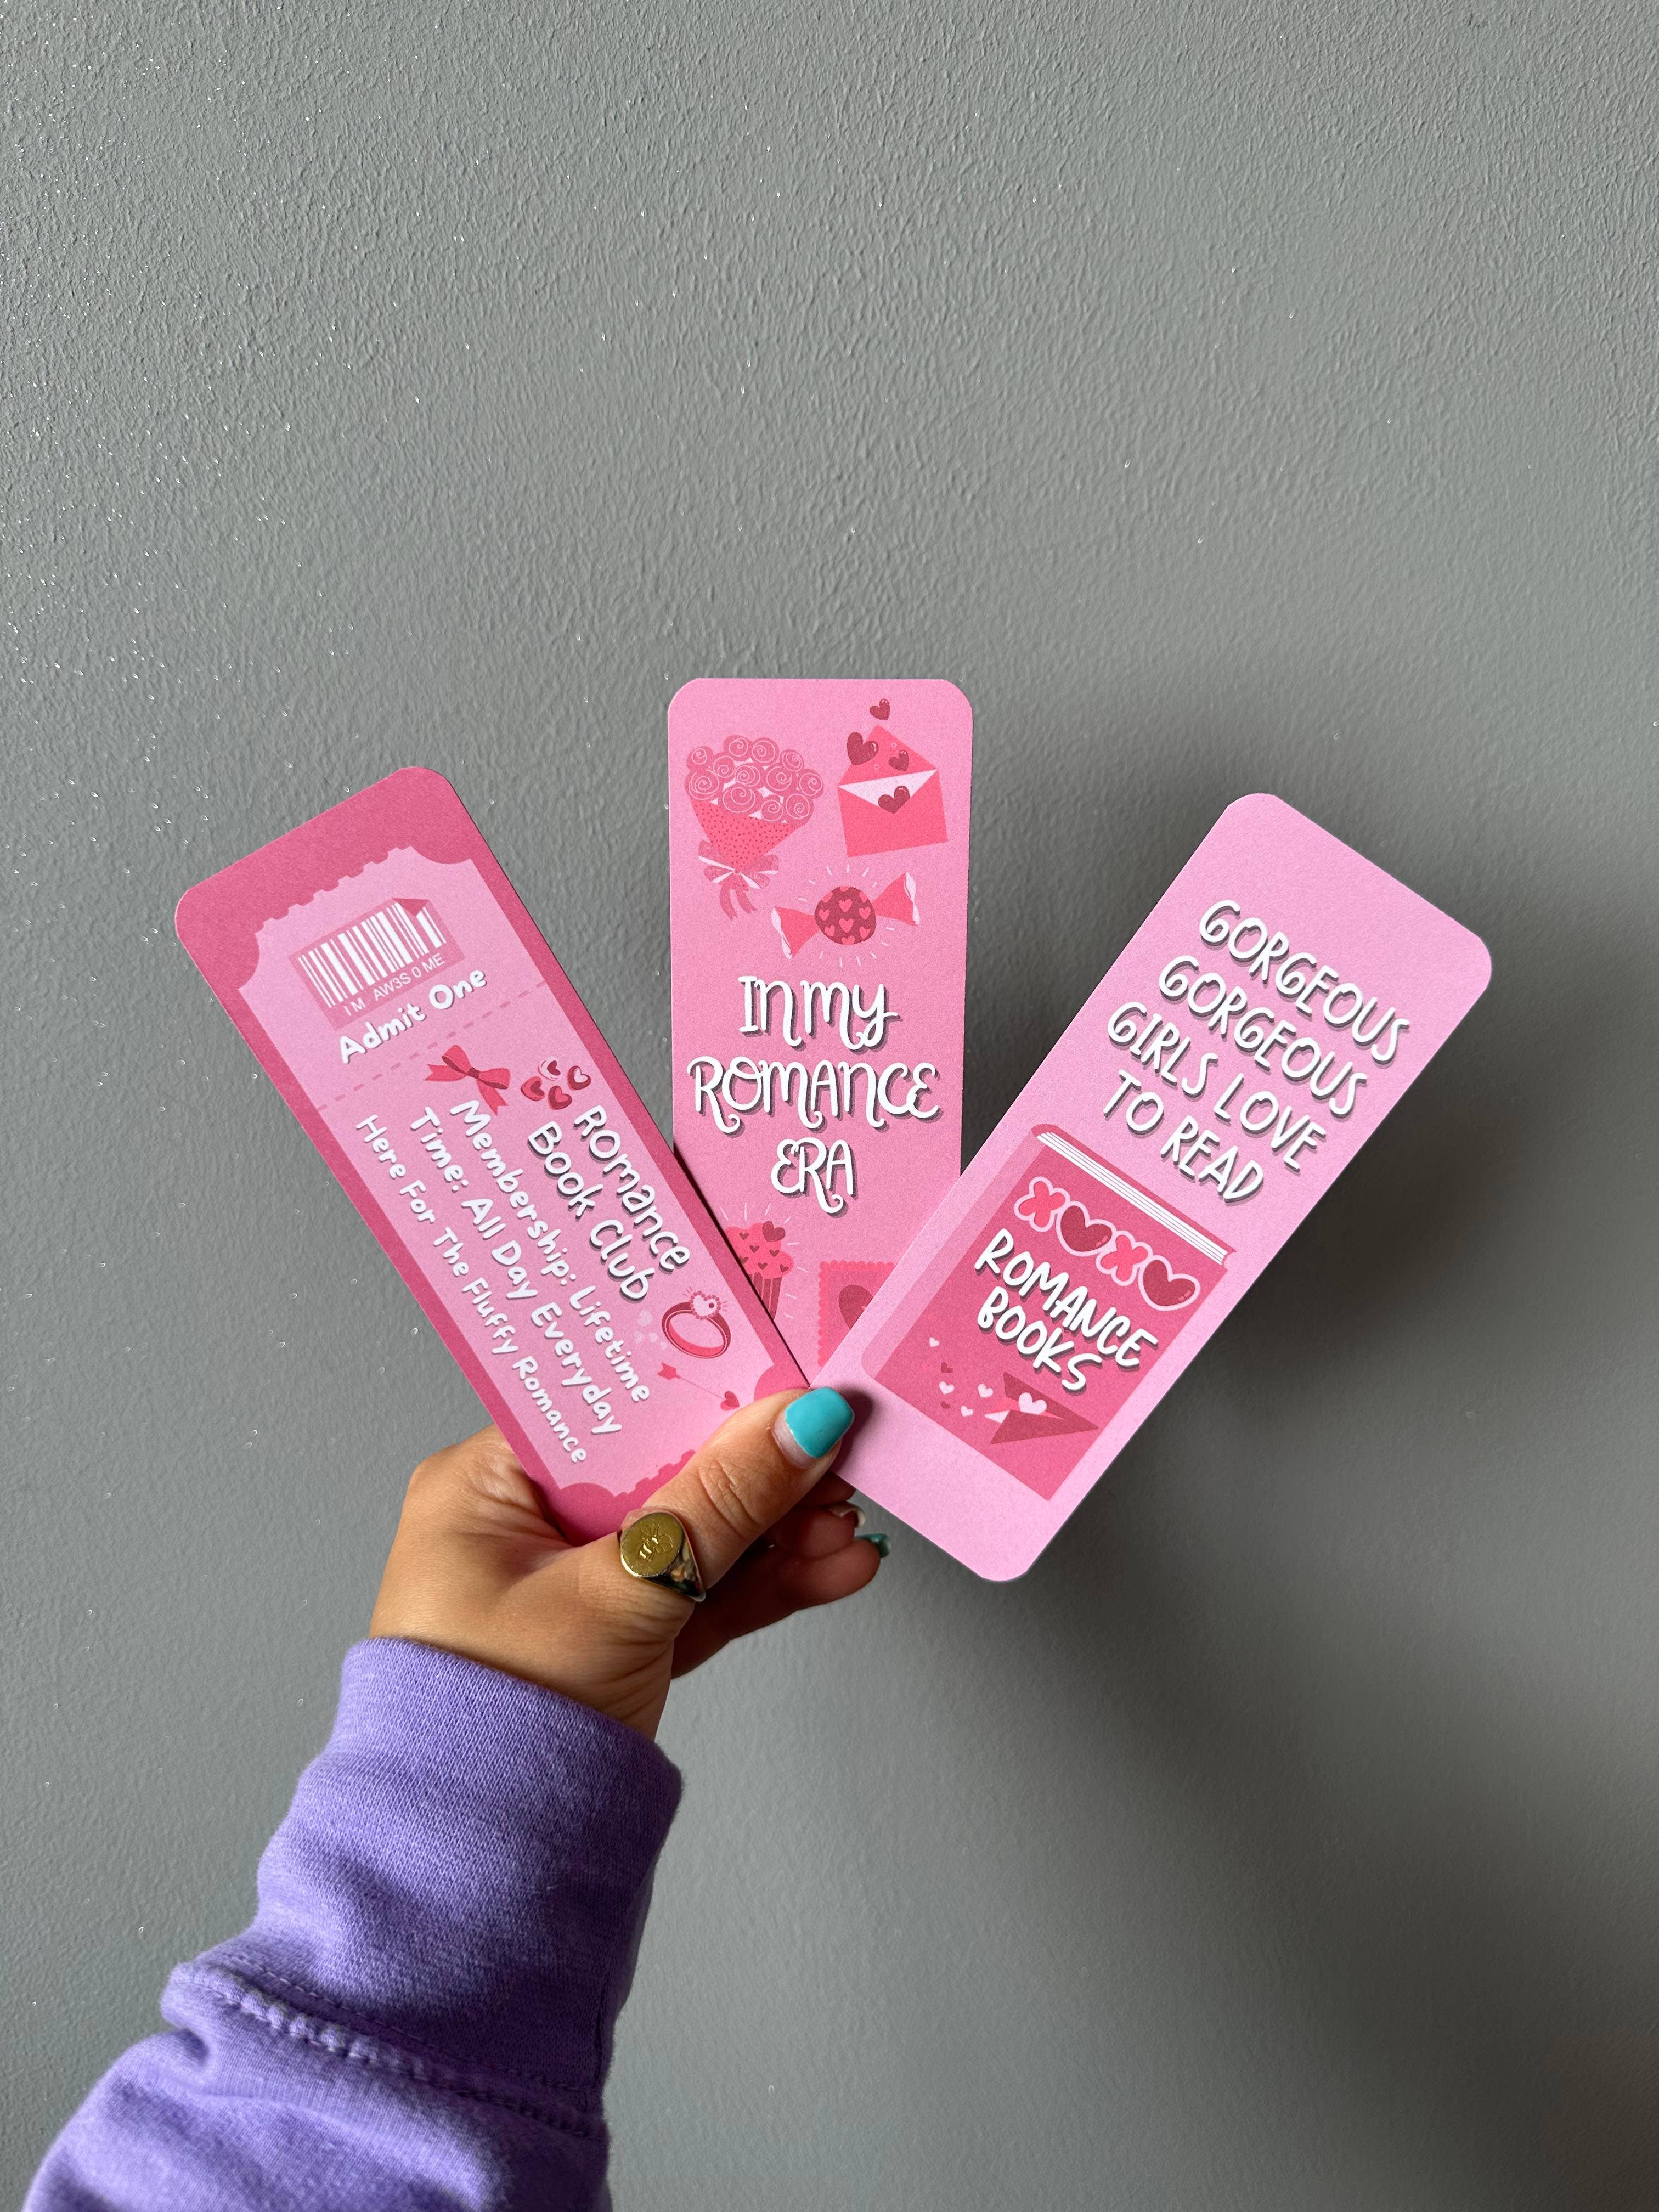 I M AW3S 0 ME
Admit One
Romance
Book Club
Membership: Lifetime
Time: All Day Everyday
Here For The Fluffy Romance
IN MY
ROMANCE
ERA
GORGEOUS
GORGEOUS
GIRLS LOVE
TO READ
ROMANCE
BOOKS